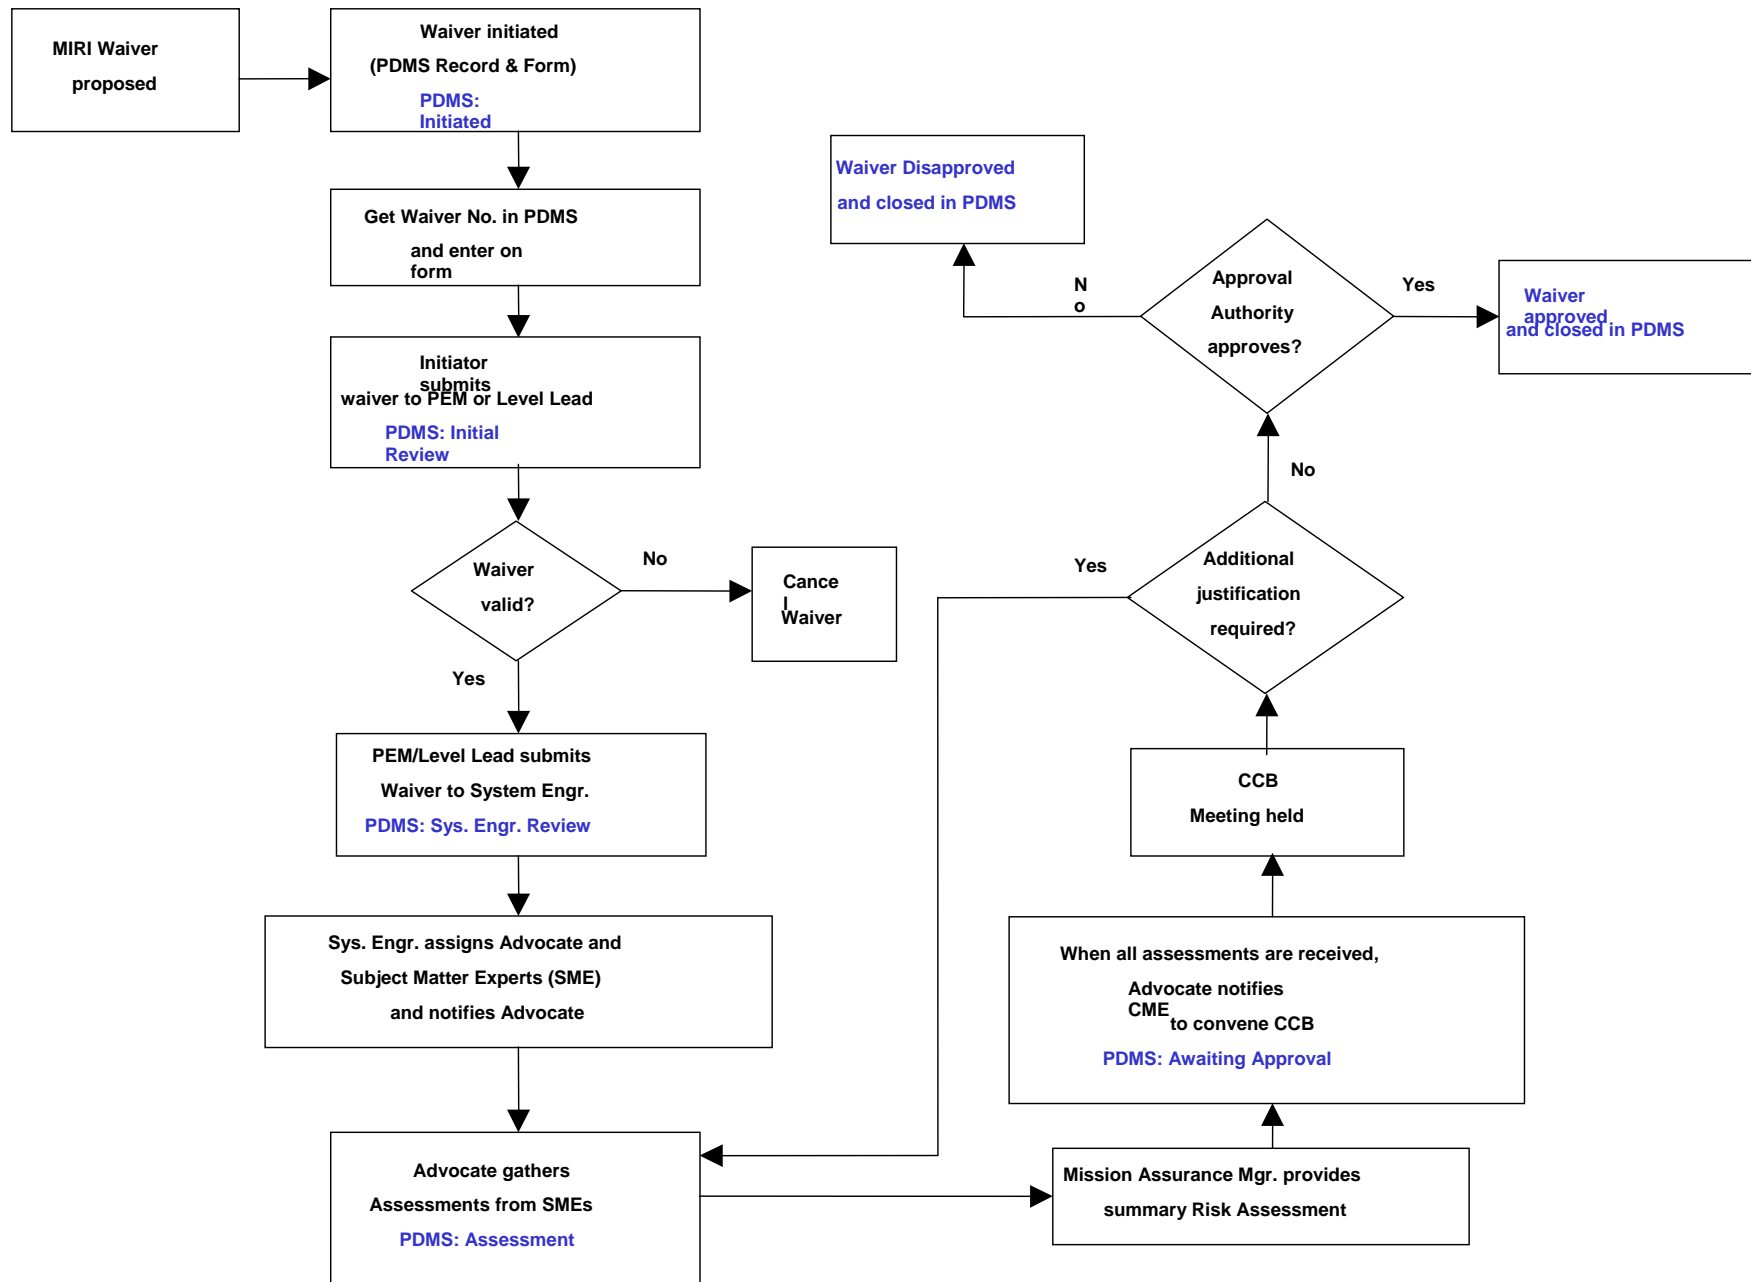 MIRI Waiver
proposed
Waiver initiated
(PDMS Record & Form)
PDMS:
Initiated
Get Waiver No. in PDMS
and enter on
form
Initiator
submits
waiver to PEM or Level Lead
PDMS: Initial
Review
Waiver
valid?
No
Cance
l
Waiver
Yes
PEM/Level Lead submits
Waiver to System Engr.
PDMS: Sys. Engr. Review
Sys. Engr. assigns Advocate and
Subject Matter Experts (SME)
and notifies Advocate
Advocate gathers
Assessments from SMEs
PDMS: Assessment
Mission Assurance Mgr. provides
summary Risk Assessment
When all assessments are received,
Advocate notifies
CME
to convene CCB
PDMS: Awaiting Approval
CCB
Meeting held
Additional
justification
required?
Yes
No
Approval
Authority
approves?
N
o
Yes
Waiver Disapproved
and closed in PDMS
Waiver
approved
and closed in PDMS